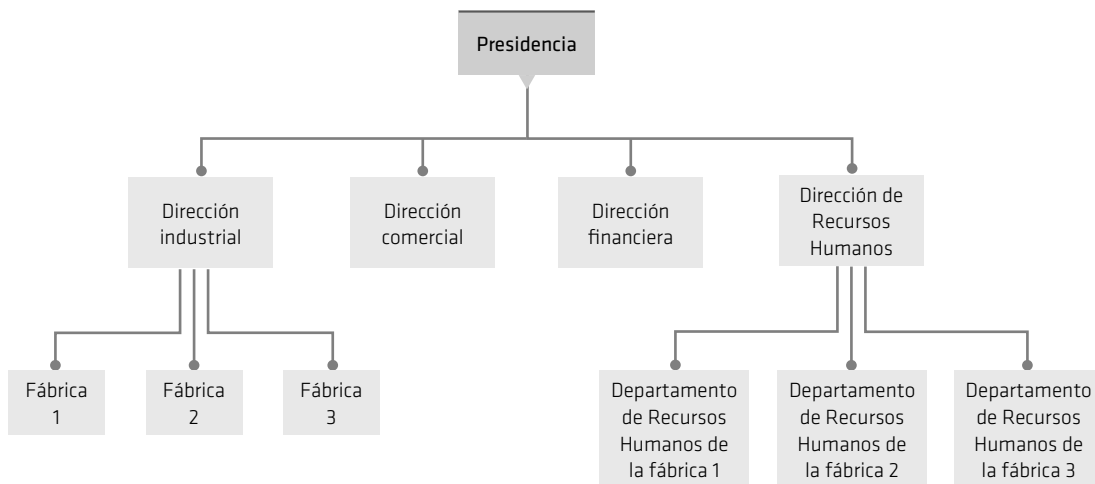 Presidencia
Dirección
industrial
Dirección
comercial
Dirección
financiera
Dirección de
Recursos
Humanos
Fábrica
1
Fábrica
2
Fábrica
3
Departamento
de Recursos
Humanos de
la fábrica 1
Departamento
de Recursos
Humanos de
la fábrica 2
Departamento
de Recursos
Humanos de
la fábrica 3